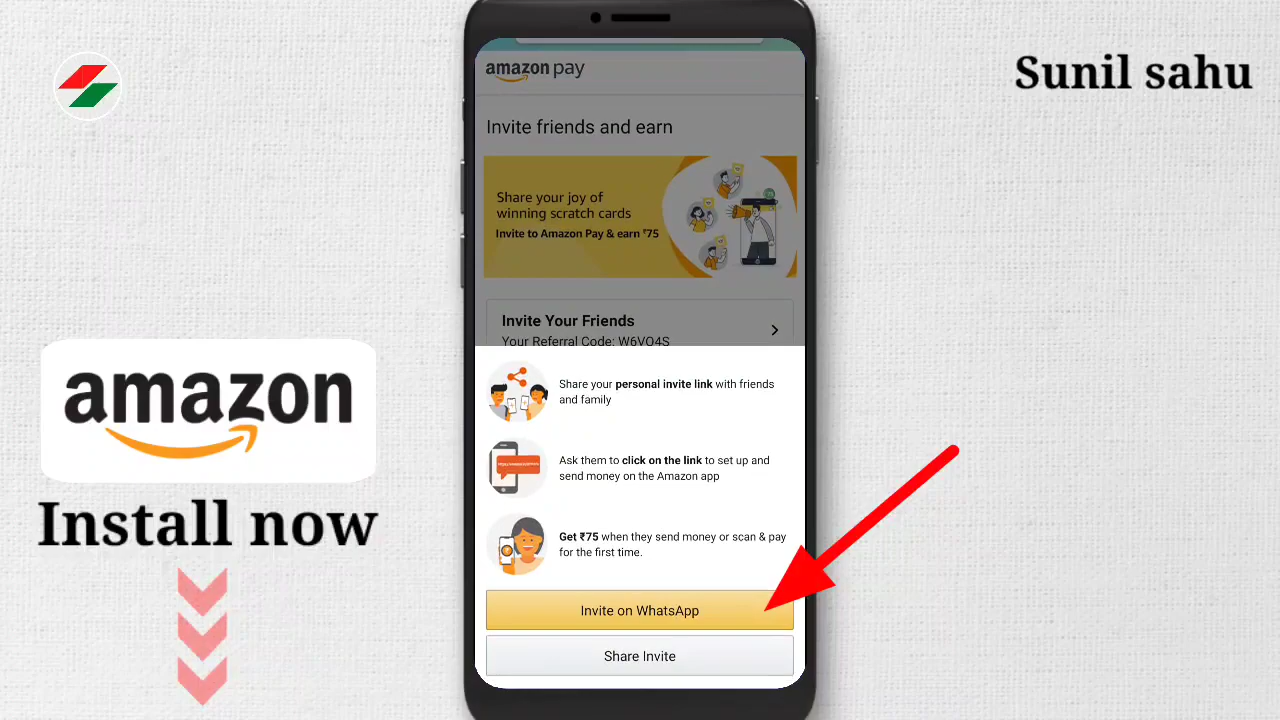 Sunil sahu
amazon pay
Invite friends and earn
Share your joy of
winning scratch cards
Invite to Amazon Pay & earn ₹75
Invite Your Friends
Your Referral Code: W6VO4S
Share your personal invite link with friends
and family
Ask them to click on the link to set up and
send money on the Amazon app
Get ₹75 when they send money or scan & pay
for the first time.
Invite on WhatsApp
Share Invite
amazon
Install now